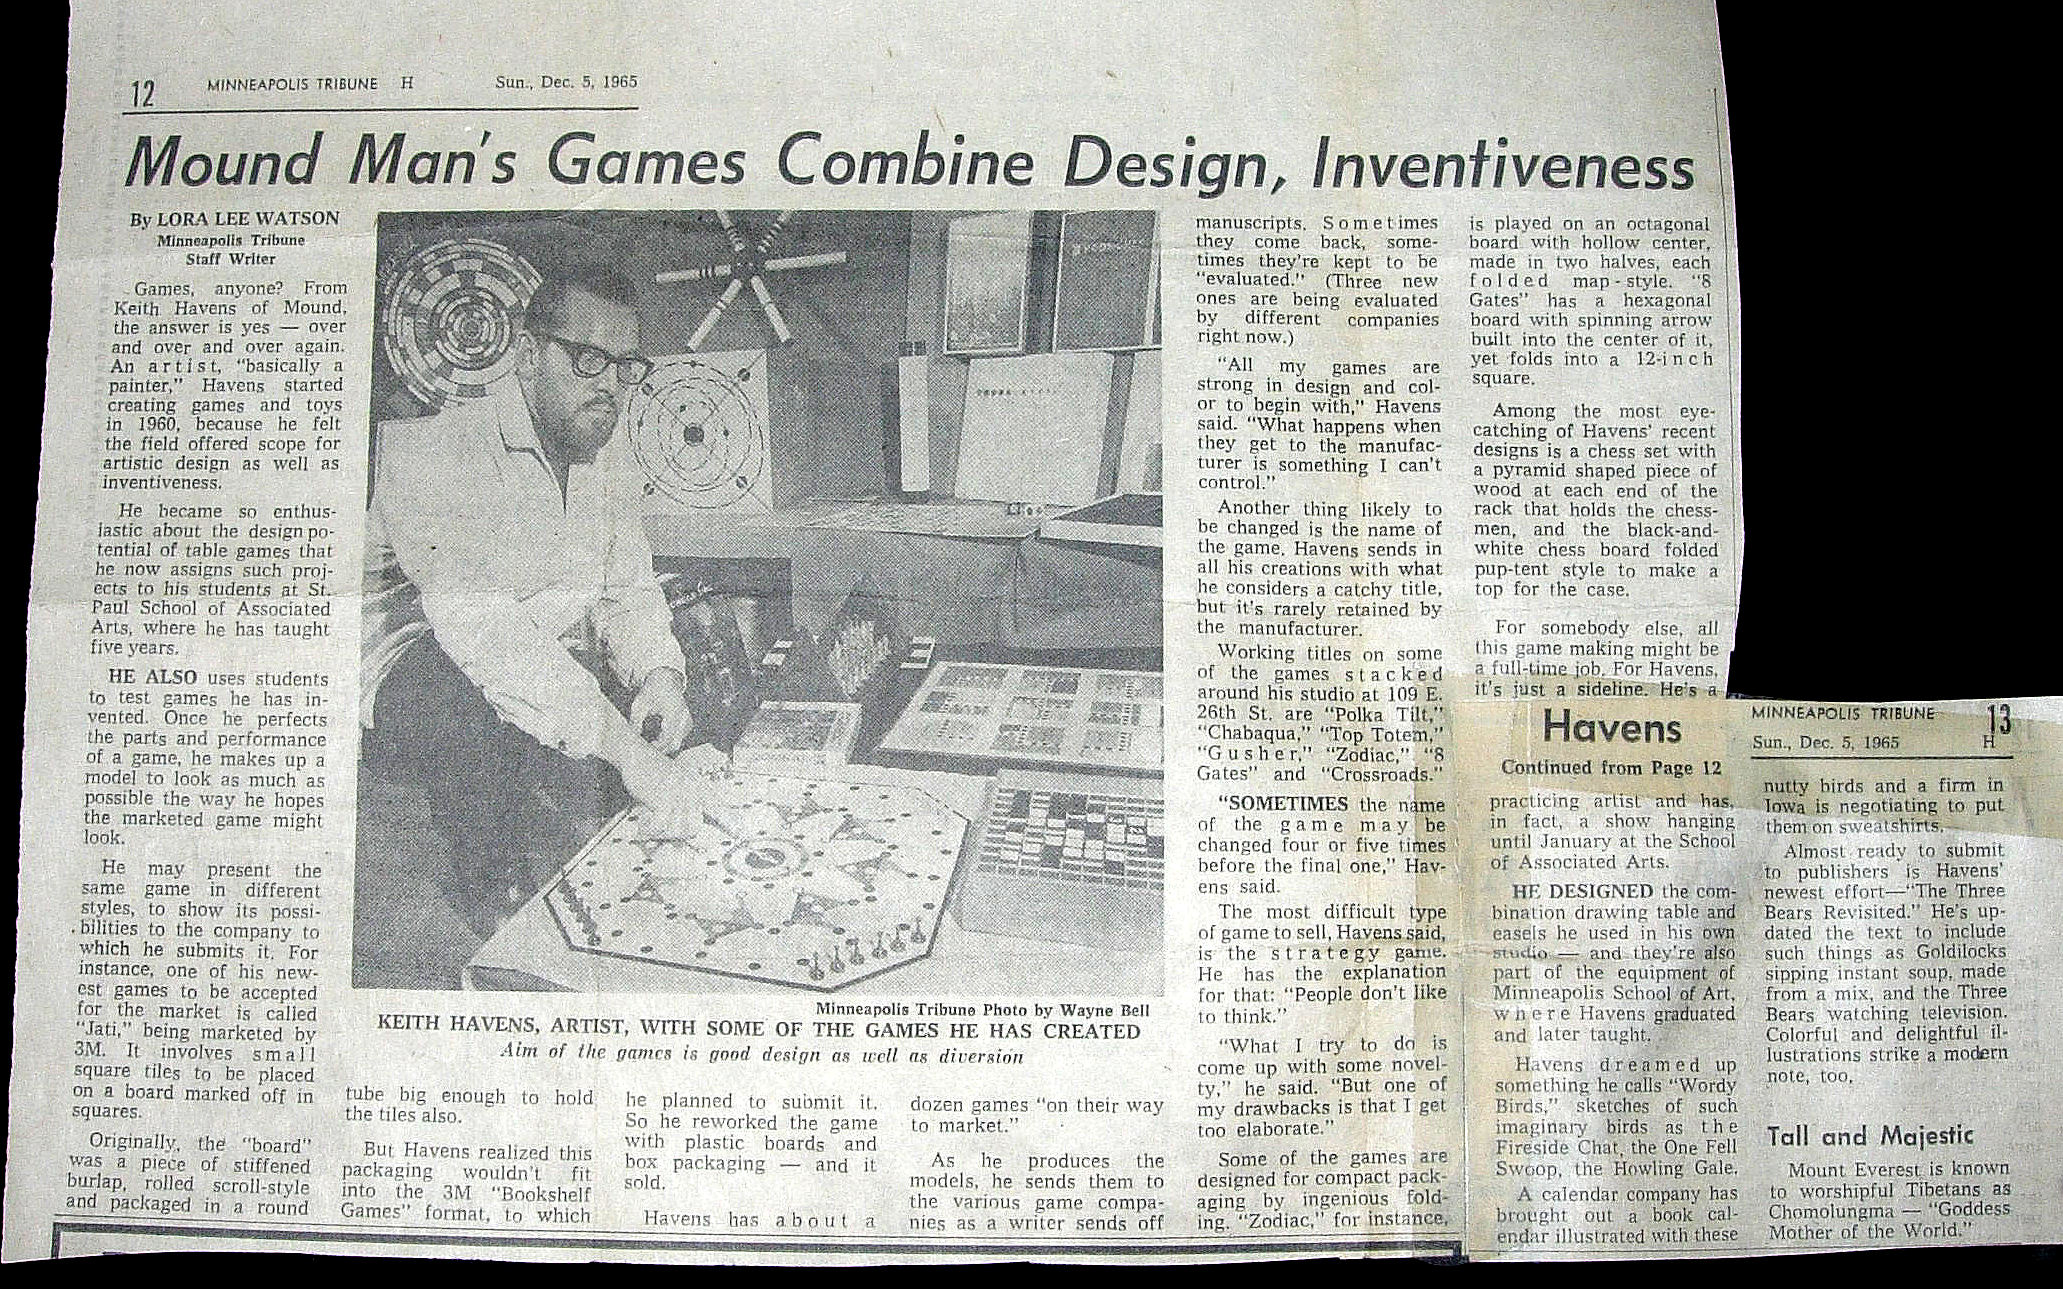 12 MINNEAPOLIS TRIBUNE H Sun., Dec. 5, 1965
Mound Man's Games Combine Design, Inventiveness
By LORA LEE WATSON
Minneapolis Tribune
Staff Writer
Games, anyone? From
Keith Havens of Mound,
the answer is yes — over
and over and over again.
An artist, "basically a
painter," Havens started
creating games and toys
in 1960, because he felt
the field offered scope for
artistic design as well as
inventiveness.
He became so enthus-
iastic about the design po-
tential of table games that
he now assigns such proj-
ects to his students at St.
Paul School of Associated
Arts, where he has taught
five years.
HE ALSO uses students
to test games he has in-
vented. Once he perfects
the parts and performance
of a game, he makes up a
model to look as much as
possible the way he hopes
the marketed game might
look.
He may present the
same game in different
styles, to show its possi-
bilities to the company to
which he submits it. For
instance, one of his new-
est games to be accepted
for the market is called
"Jati," being marketed by
3M. It involves small
square tiles to be placed
on a board marked off in
squares.
Originally, the "board"
was a piece of stiffened
burlap, rolled scroll-style
and packaged in a round
Minneapolis Tribune Photo by Wayne Bell
KEITH HAVENS, ARTIST, WITH SOME OF THE GAMES HE HAS CREATED
Aim of the games is good design as well as diversion
tube big enough to hold
the tiles also.
But Havens realized this
packaging wouldn't fit
into the 3M "Bookshelf
Games" format, to which
he planned to submit it.
So he reworked the game
with plastic boards and
box packaging — and it
sold.
Havens has about a
dozen games "on their way
to market."
As he produces the
models, he sends them to
the various game compa-
nies as a writer sends off
manuscripts. Sometimes
they come back, some-
times they're kept to be
"evaluated." (Three new
ones are being evaluated
by different companies
right now.)
"All my games are
strong in design and col-
or to begin with," Havens
said. "What happens when
they get to the manufac-
turer is something I can't
control."
Another thing likely to
be changed is the name of
the game. Havens sends in
all his creations with what
he considers a catchy title,
but it's rarely retained by
the manufacturer.
Working titles on some
of the games stacked
around his studio at 109 E.
26th St. are "Polka Tilt,"
"Chabaqua," "Top Totem,"
"Gusher," "Zodiac," "8
Gates" and "Crossroads."
"SOMETIMES the name
of the game may be
changed four or five times
before the final one," Hav-
ens said.
The most difficult type
of game to sell, Havens said,
is the strategy game.
He has the explanation
for that: "People don't like
to think."
"What I try to do is
come up with some novel-
ty," he said. "But one of
my drawbacks is that I get
too elaborate."
Some of the games are
designed for compact pack-
aging by ingenious fold-
ing. "Zodiac," for instance,
is played on an octagonal
board with hollow center,
made in two halves, each
folded map-style. "8
Gates" has a hexagonal
board with spinning arrow
built into the center of it,
yet folds into a 12-inch
square.
Among the most eye-
catching of Havens' recent
designs is a chess set with
a pyramid shaped piece of
wood at each end of the
rack that holds the chess-
men, and the black-and-
white chess board folded
pup-tent style to make a
top for the case.
For somebody else, all
this game making might be
a full-time job. For Havens,
it's just a sideline. He's a
Havens
Continued from Page 12
MINNEAPOLIS TRIBUNE 13
Sun., Dec. 5, 1965 H
practicing artist and has,
in fact, a show hanging
until January at the School
of Associated Arts.
HE DESIGNED the com-
bination drawing table and
easels he used in his own
studio — and they're also
part of the equipment of
Minneapolis School of Art,
where Havens graduated
and later taught.
Havens dreamed up
something he calls "Wordy
Birds," sketches of such
imaginary birds as the
Fireside Chat, the One Fell
Swoop, the Howling Gale.
A calendar company has
brought out a book cal-
endar illustrated with these
nutty birds and a firm in
Iowa is negotiating to put
them on sweatshirts.
Almost ready to submit
to publishers is Havens'
newest effort—"The Three
Bears Revisited." He's up-
dated the text to include
such things as Goldilocks
sipping instant soup, made
from a mix, and the Three
Bears watching television.
Colorful and delightful il-
lustrations strike a modern
note, too.
Tall and Majestic
Mount Everest is known
to worshipful Tibetans as
Chomolungma — "Goddess
Mother of the World."